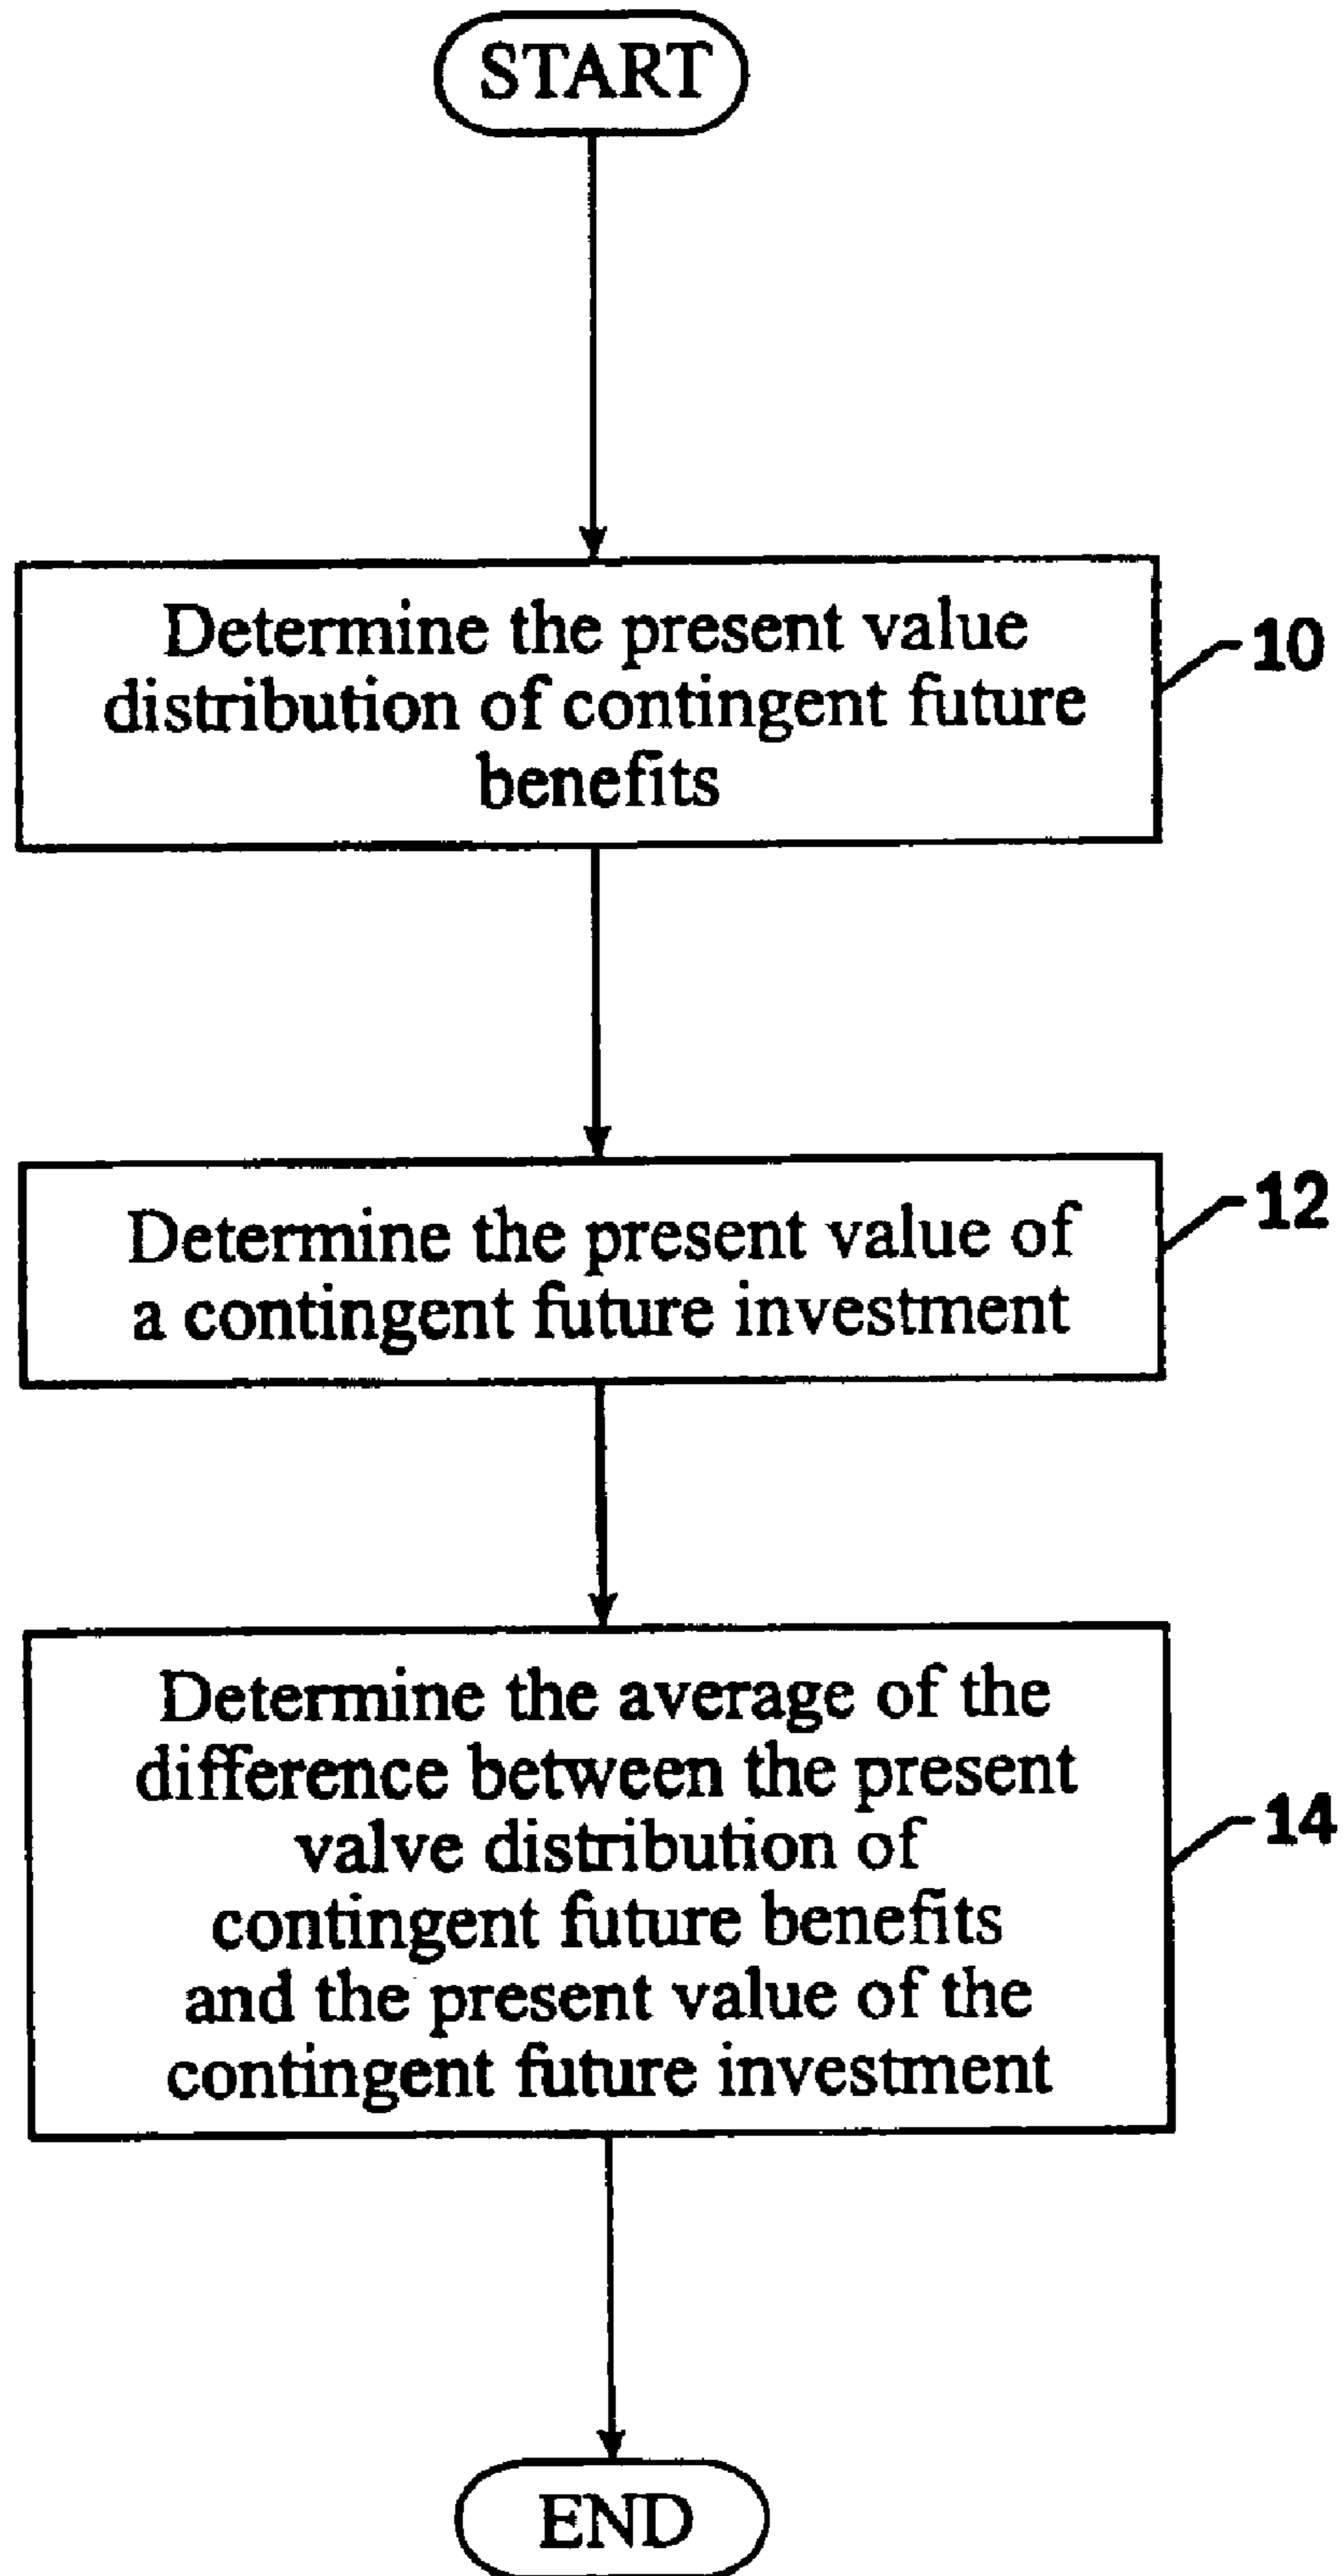 START
Determine the present value
distribution of contingent future
benefits
10
Determine the present value of
a contingent future investment
12
Determine the average of the
difference between the present
valve distribution of
contingent future benefits
and the present value of the
contingent future investment
14
END